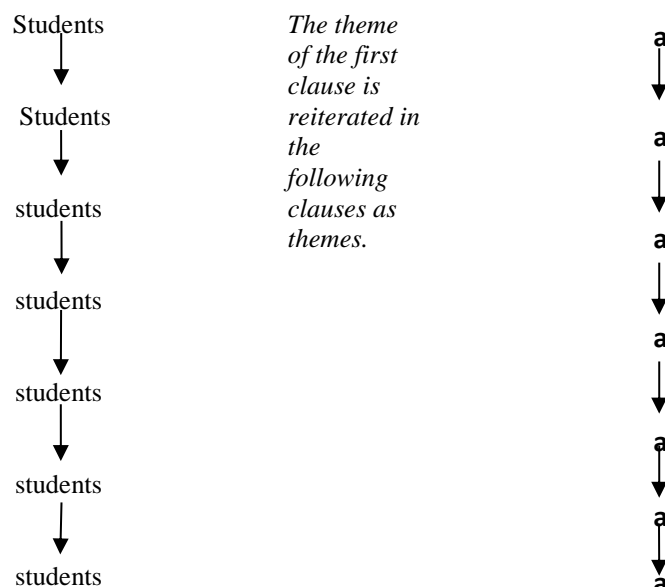 Students
Students
students
students
students
students
students
The theme
of the first
clause is
reiterated in
the
following
clauses as
themes.
a
a
a
a
a
a
a